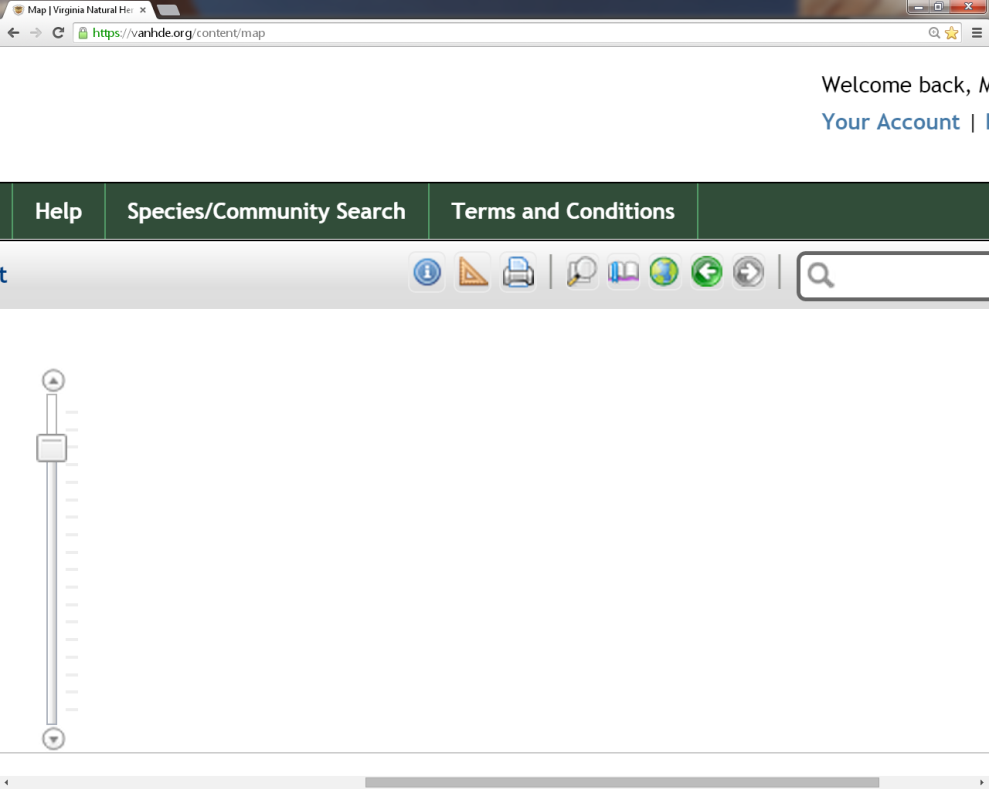 Map | Virginia Natural Her
https://vanhde.org/content/map
Welcome back, M
Your Account |
Help
Species/Community Search
Terms and Conditions
t